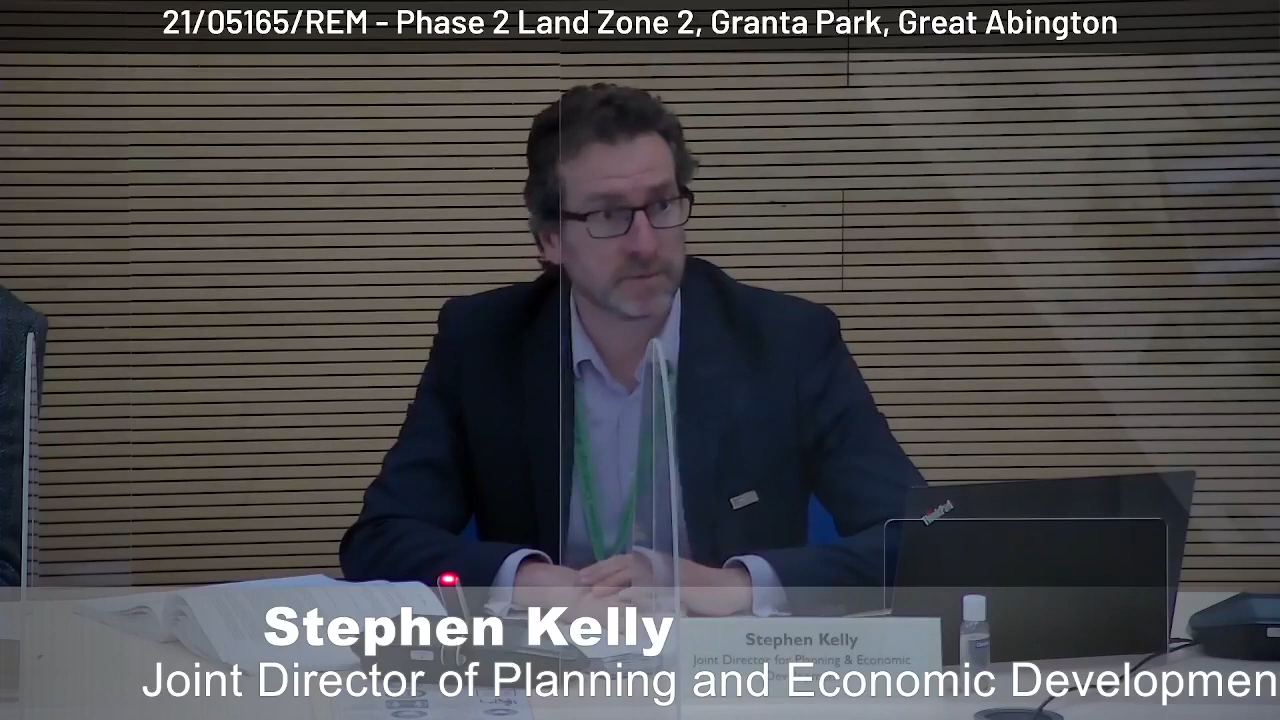 21/05165/REM - Phase 2 Land Zone 2, Granta Park, Great Abington
ThinkPad
Stephen Kelly
Stephen Kelly
Joint Director for Planning & Economic
Joint Director of Planning and Economic Developmen